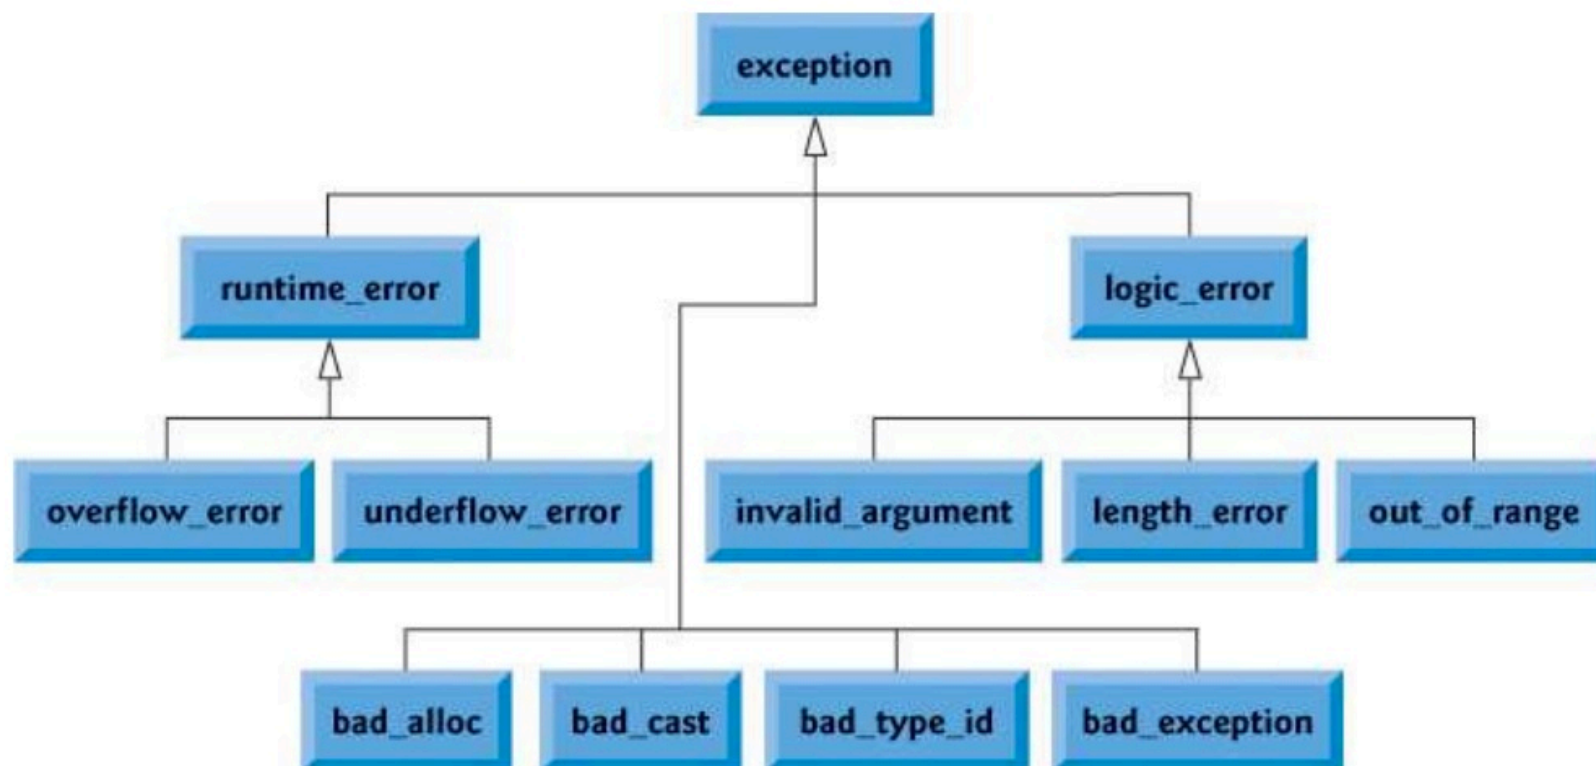 exception
runtime_error
logic_error
overflow_error
underflow_error
invalid_argument
length_error
out_of_range
bad_alloc
bad_cast
bad_type_id
bad_exception